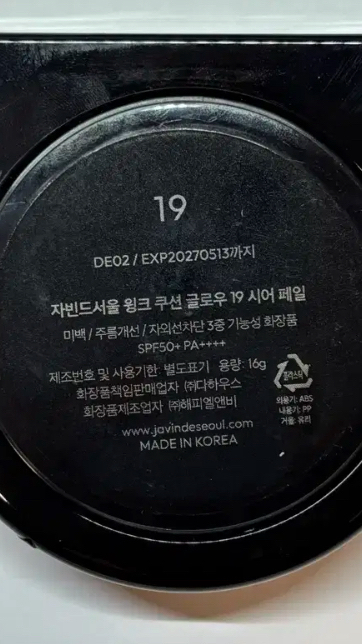 19
DE02 / EXP20270513까지
자빈드서울 윙크 쿠션 글로우 19 시어 페일
미백 / 주름개선 / 자외선차단 3중 기능성 화장품
SPF50+ PA++++
제조번호 및 사용기한: 별도표기 용량: 16g
화장품책임판매업자 ㈜다하우스
화장품제조업자 ㈜해피엘앤비
플라스틱
외용기: ABS
내용기: PP
거울: 유리
www.javindeseoul.com
MADE IN KOREA